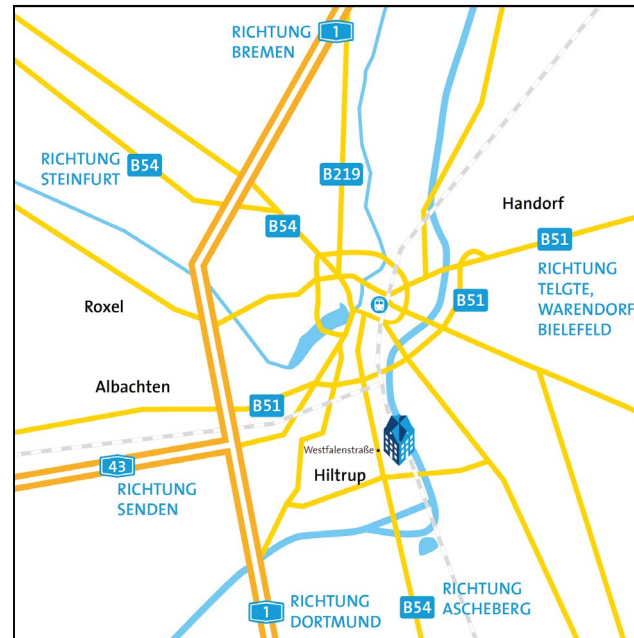 RICHTUNG
BREMEN
1
RICHTUNG
STEINFURT
B54
B219
B54
Handorf
B51
RICHTUNG
TELGTE,
WARENDORF
BIELEFELD
B51
Roxel
Albachten
B51
Westfalenstraße
Hiltrup
43
RICHTUNG
SENDEN
1
RICHTUNG
DORTMUND
B54
RICHTUNG
ASCHEBERG